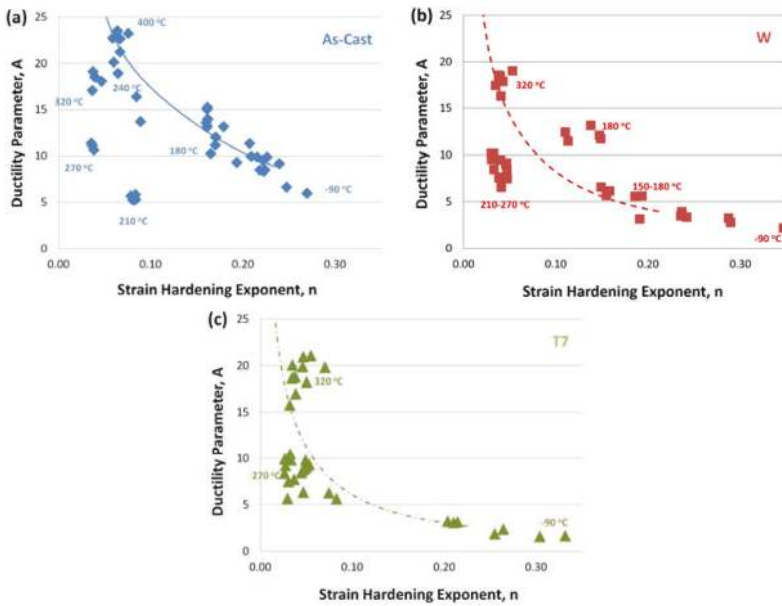 (a)
As-Cast
400 °C
240 °C
320 °C
270 °C
210 °C
180 °C
-90 °C
25
20
15
10
5
0
0.00 0.10 0.20 0.30
Ductility Parameter, A
Strain Hardening Exponent, n
(b)
W
320 °C
180 °C
150-180 °C
210-270 °C
-90 °C
25
20
15
10
5
0
0.00 0.10 0.20 0.30
Ductility Parameter, A
Strain Hardening Exponent, n
(c)
T7
320 °C
270 °C
-90 °C
25
20
15
10
5
0
0.00 0.10 0.20 0.30
Ductility Parameter, A
Strain Hardening Exponent, n